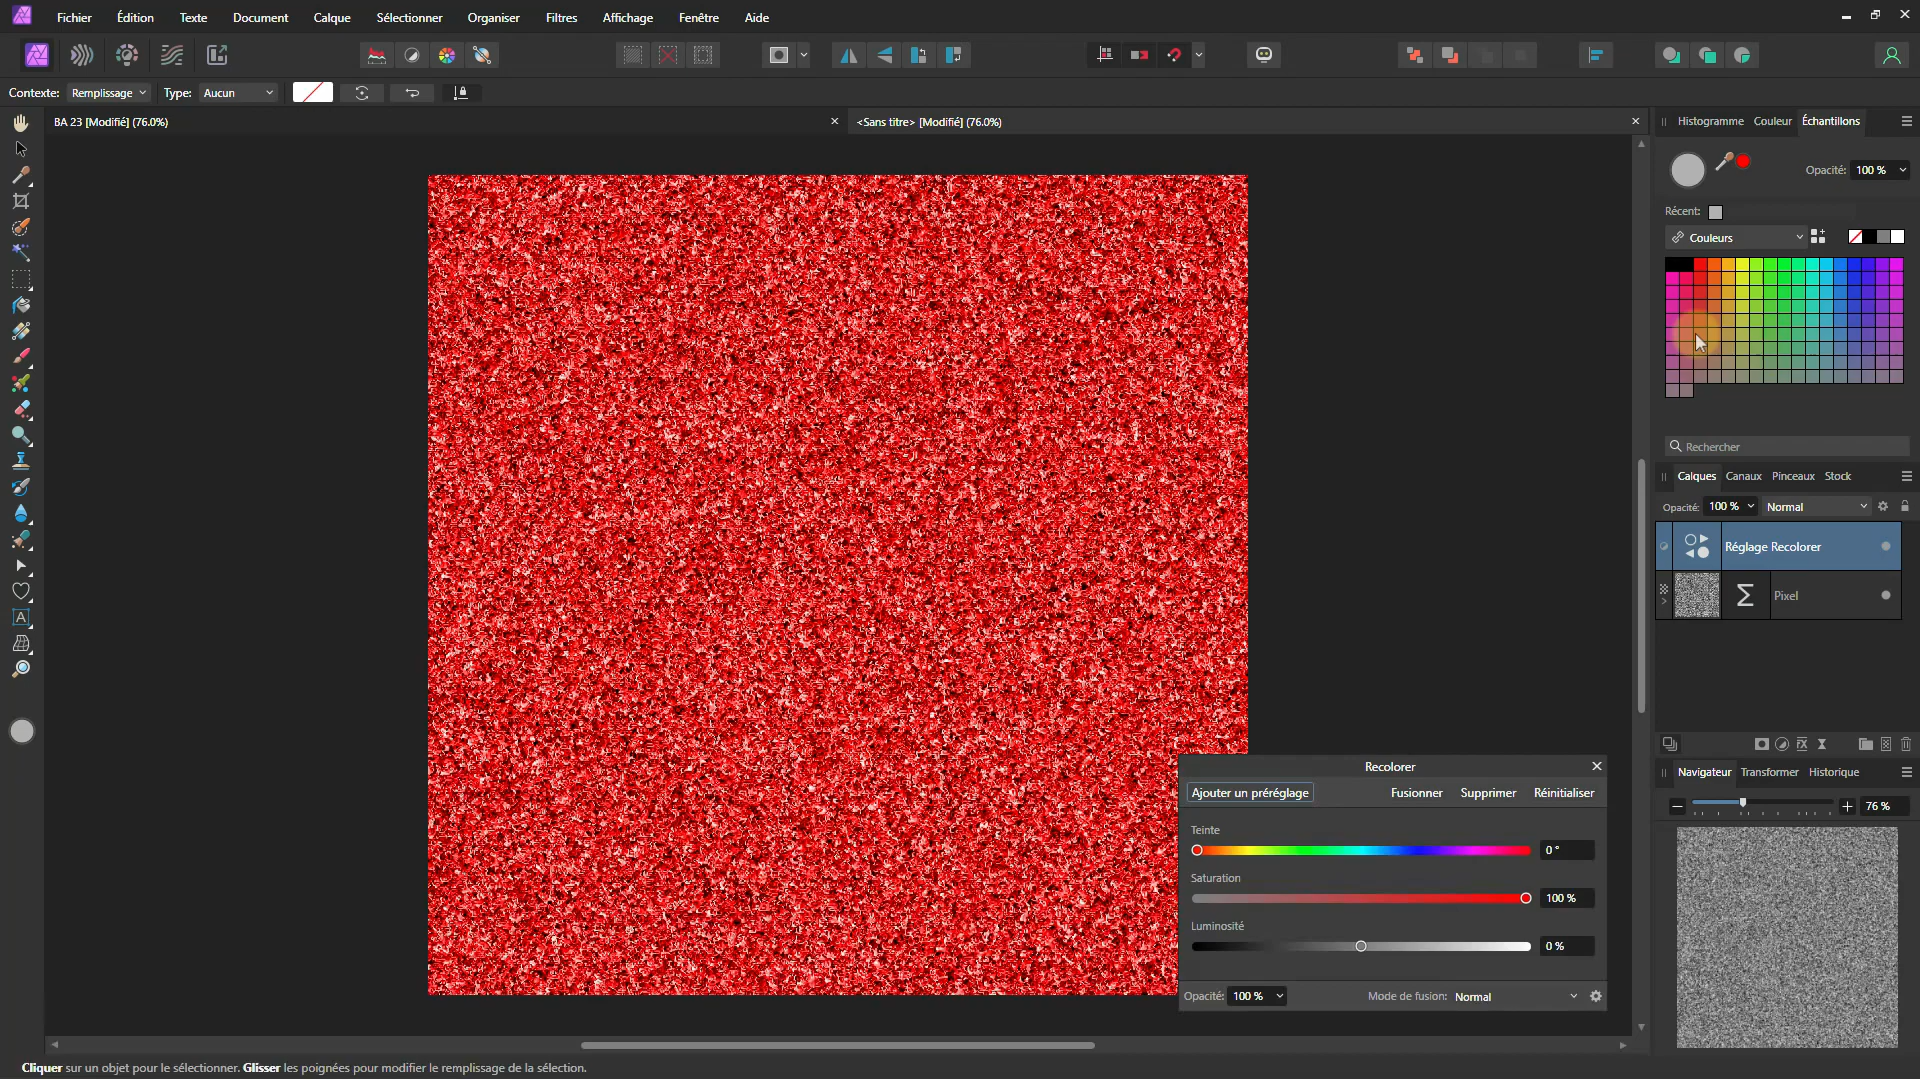 Fichier Édition Texte Document Calque Sélectionner Organiser Filtres Affichage Fenêtre Aide
Contexte: Remplissage Type: Aucun
BA 23 [Modifié] (76.0%)
<Sans titre> [Modifié] (76.0%)
Histogramme Couleur Échantillons
Opacité: 100 %
Récent:
Couleurs
Rechercher
Calques Canaux Pinceaux Stock
Opacité: 100 % Normal
Réglage Recolorer
Pixel
Navigateur Transformer Historique
76 %
Recolorer
Ajouter un préréglage Fusionner Supprimer Réinitialiser
Teinte
0 °
Saturation
100 %
Luminosité
0 %
Opacité: 100 % Mode de fusion: Normal
Cliquer sur un objet pour le sélectionner. Glisser les poignées pour modifier le remplissage de la sélection.